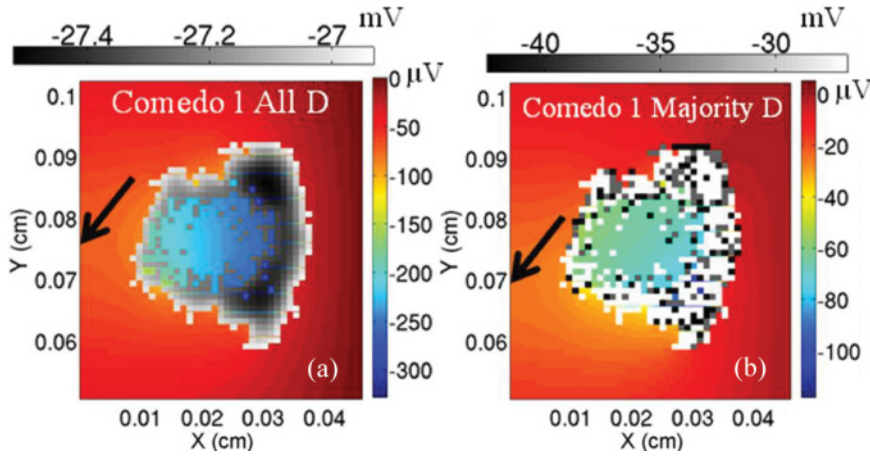 mV
-27.4 -27.2 -27
0 µV
Comedo 1 All D
0.1
0.09
0.08
0.07
0.06
Y (cm)
-50
-100
-150
-200
-250
-300
(a)
0.01 0.02 0.03 0.04
X (cm)
mV
-40 -35 -30
0 µV
Comedo 1 Majority D
0.1
0.09
0.08
0.07
0.06
Y (cm)
-20
-40
-60
-80
-100
(b)
0.01 0.02 0.03 0.04
X (cm)